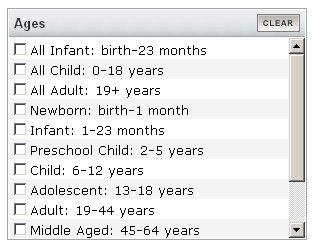 Ages
CLEAR
All Infant: birth-23 months
All Child: 0-18 years
All Adult: 19+ years
Newborn: birth-1 month
Infant: 1-23 months
Preschool Child: 2-5 years
Child: 6-12 years
Adolescent: 13-18 years
Adult: 19-44 years
Middle Aged: 45-64 years